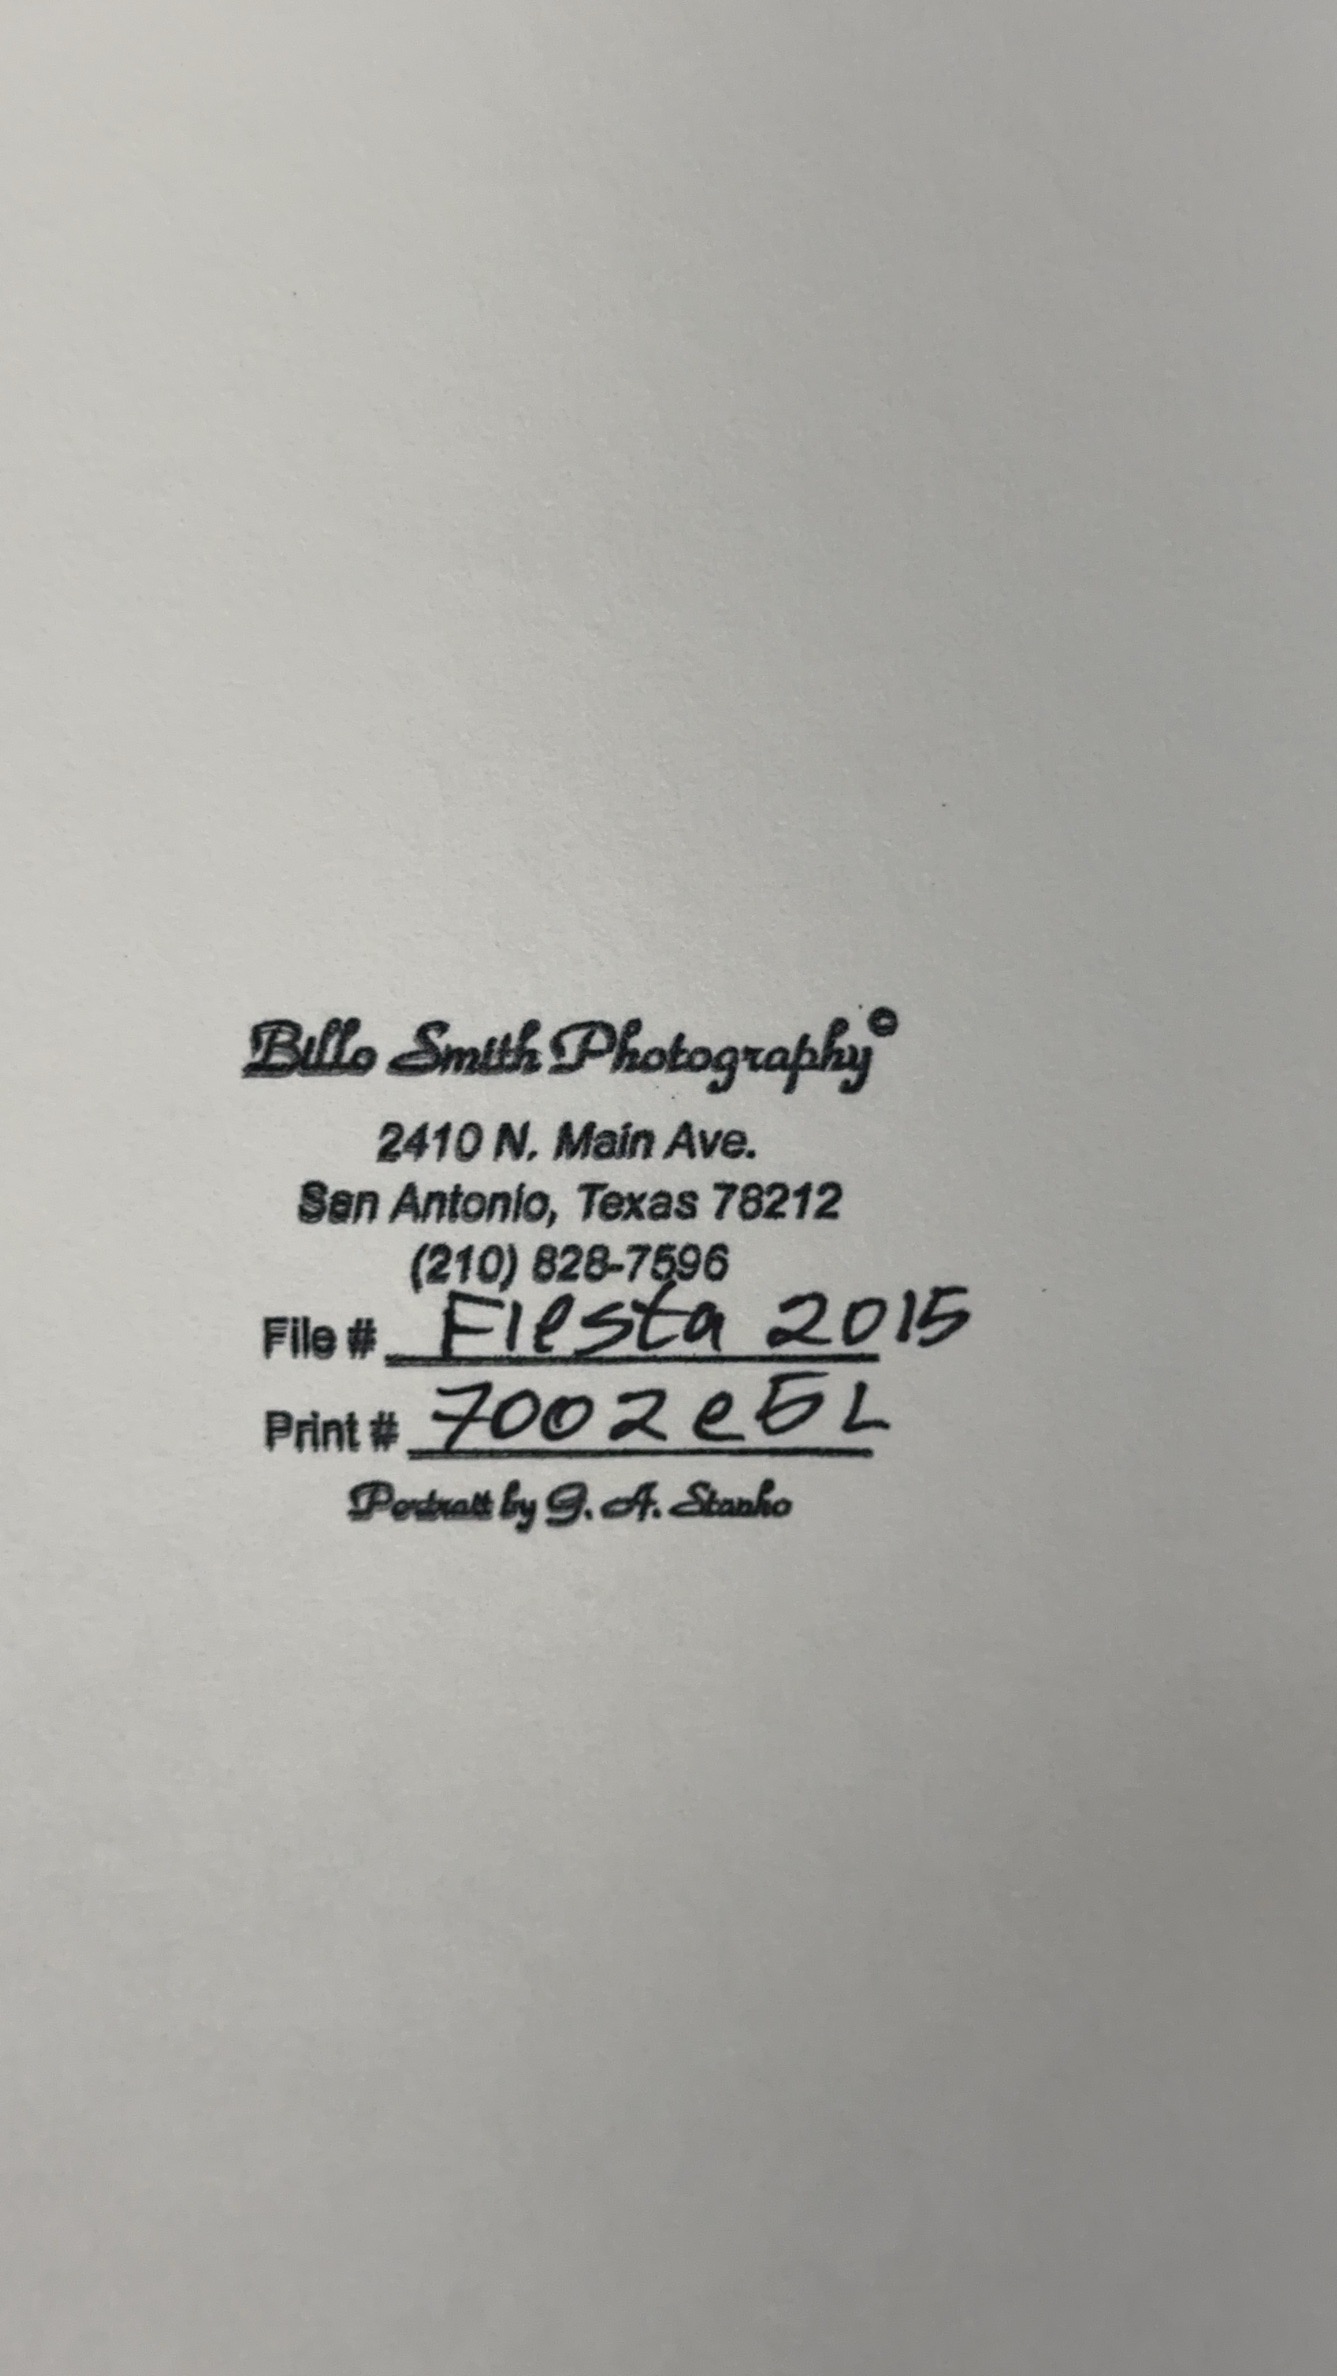 Billo Smith Photography©
2410 N. Main Ave.
San Antonio, Texas 78212
(210) 828-7596
File # Fiesta 2015
Print # 7002e5L
Portrait by G. A. Stanko